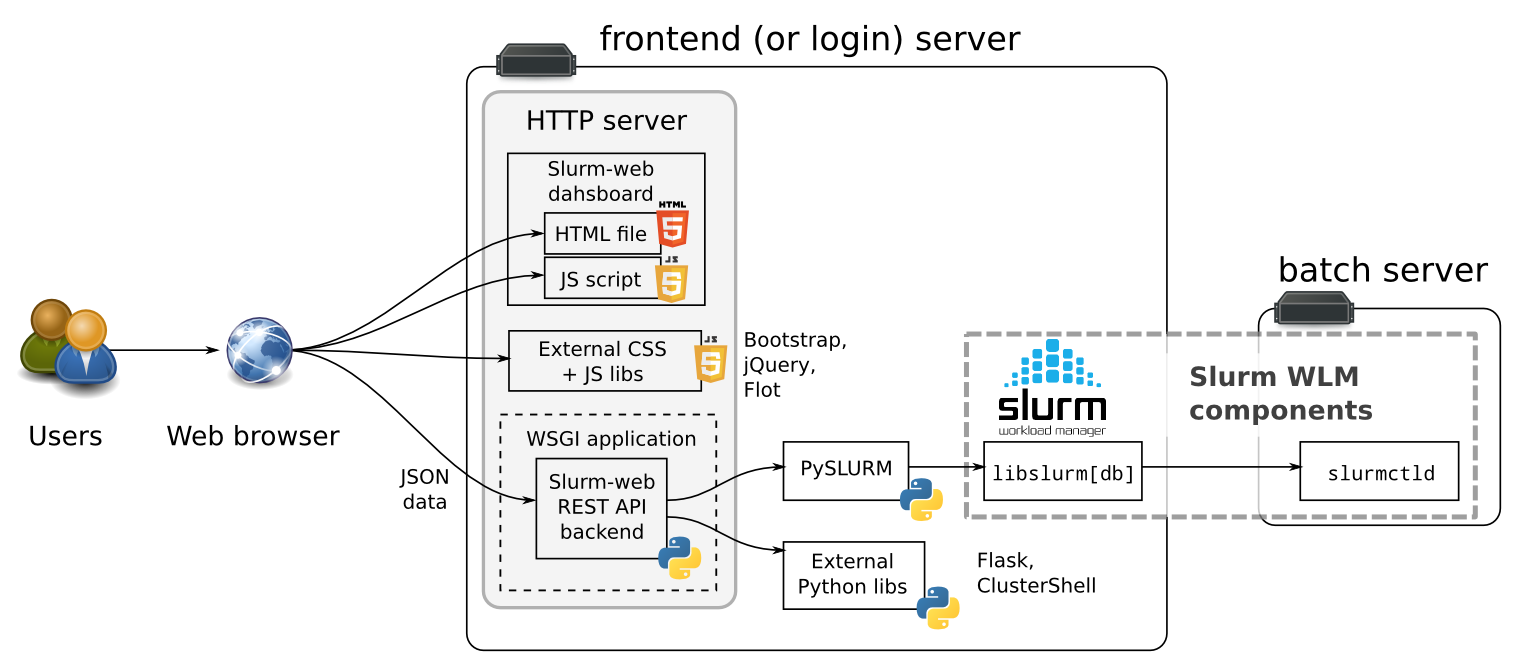 frontend (or login) server
HTTP server
Slurm-web
dahsboard
HTML
HTML file
JS
JS script
External CSS
+ JS libs
JS
Bootstrap,
jQuery,
Flot
WSGI application
Slurm-web
REST API
backend
JSON
data
Users
Web browser
PySLURM
External
Python libs
Flask,
ClusterShell
slurm
workload manager
libslurm[db]
batch server
Slurm WLM
components
slurmctld